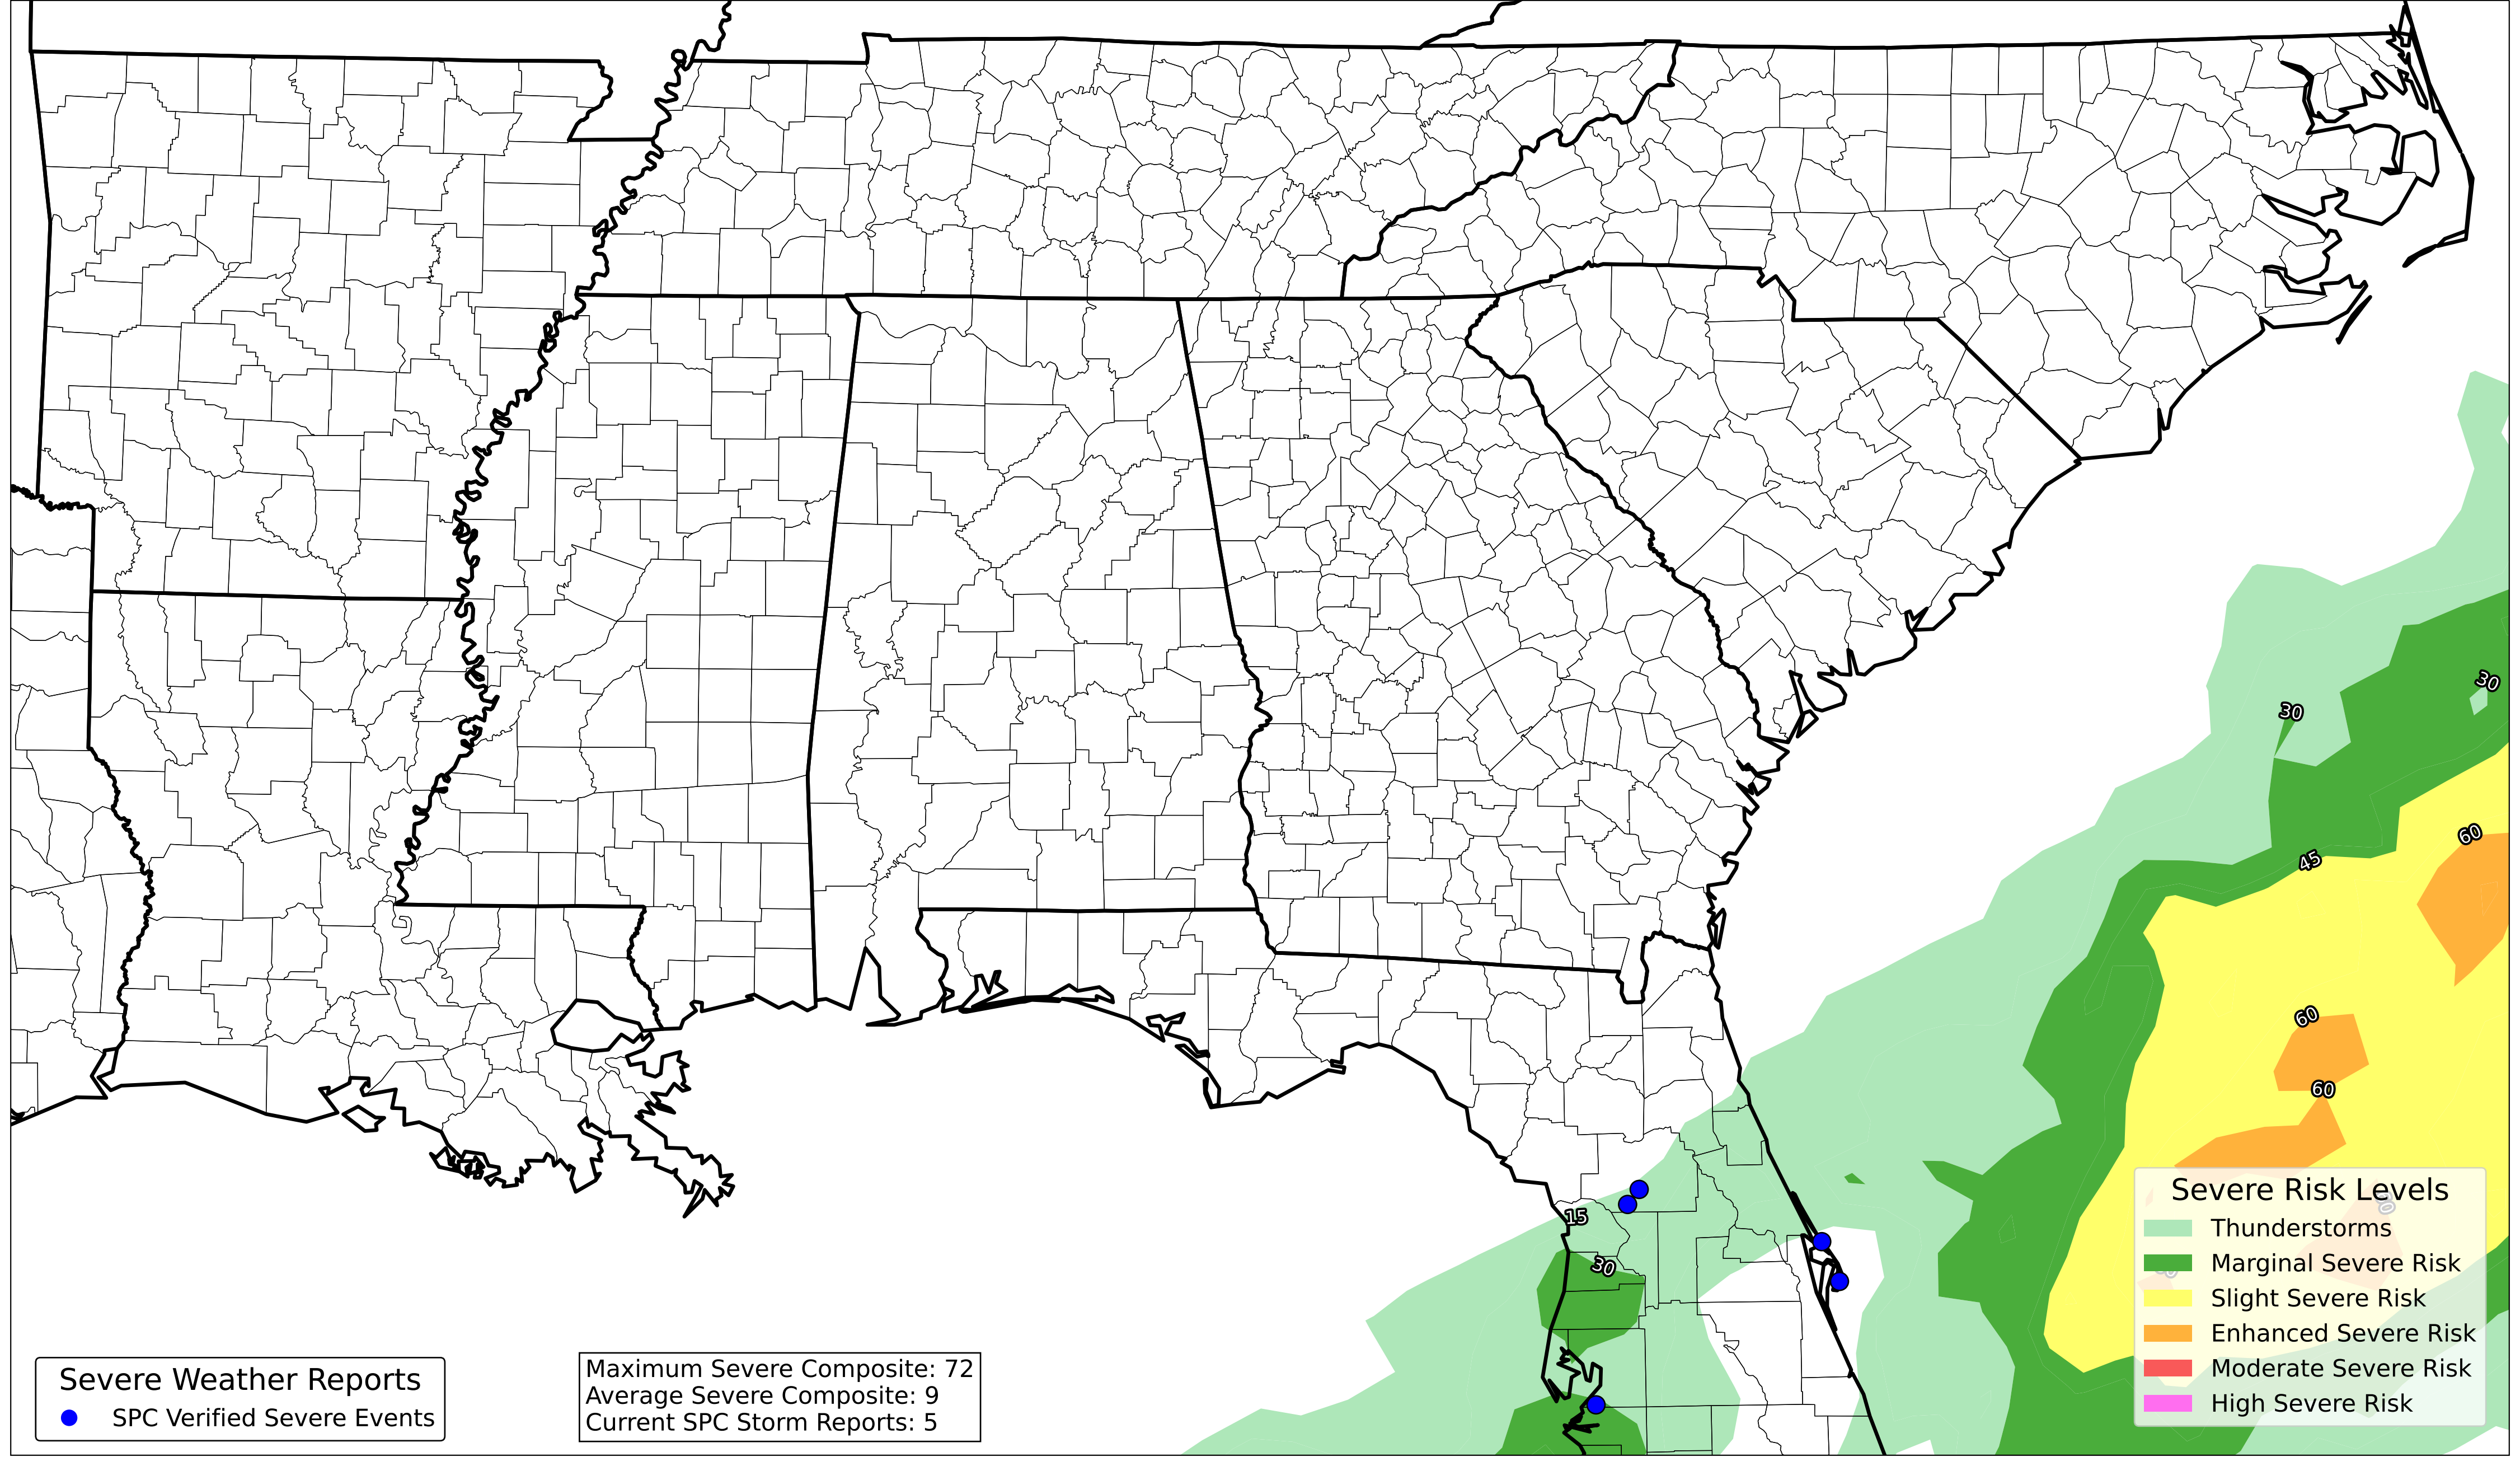 30
30
60
45
60
60
15
30
Severe Risk Levels
Thunderstorms
Marginal Severe Risk
Slight Severe Risk
Enhanced Severe Risk
Moderate Severe Risk
High Severe Risk
Severe Weather Reports
SPC Verified Severe Events
Maximum Severe Composite: 72
Average Severe Composite: 9
Current SPC Storm Reports: 5